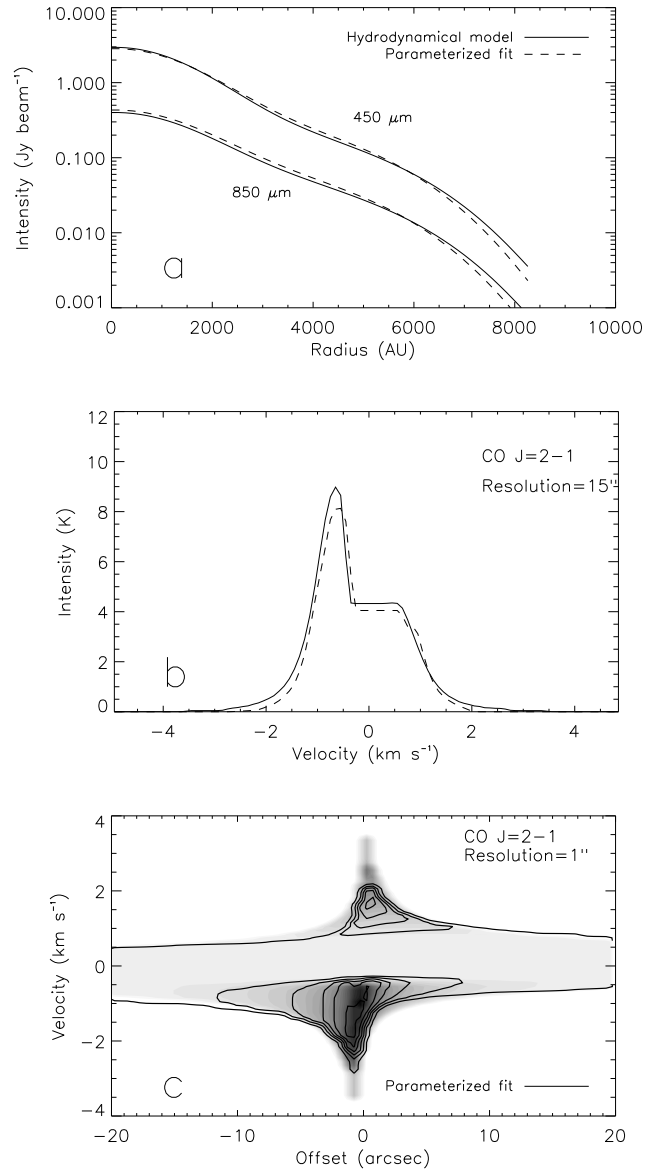 10.000
1.000
0.100
0.010
0.001
Intensity (Jy beam⁻¹)
Hydrodynamical model
Parameterized fit
450 μm
850 μm
a
0 2000 4000 6000 8000 10000
Radius (AU)
12
10
8
6
4
2
0
Intensity (K)
CO J=2−1
Resolution=15"
b
−4 −2 0 2 4
Velocity (km s⁻¹)
4
2
0
−2
−4
Velocity (km s⁻¹)
CO J=2−1
Resolution=1"
c
Parameterized fit
−20 −10 0 10 20
Offset (arcsec)